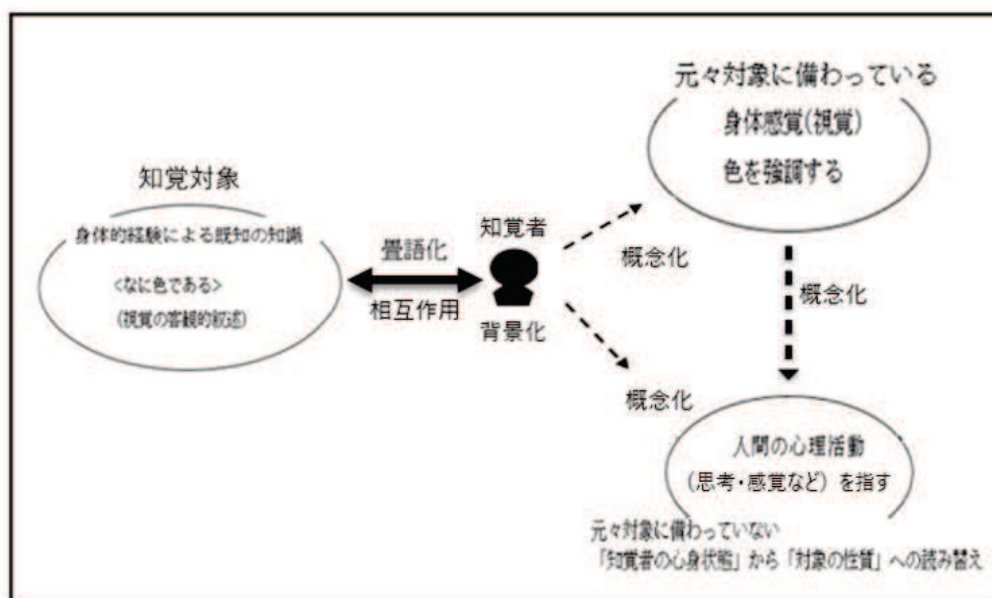 知覚対象
身体的経験による既知の知識
<なに色である>
(視覚の客観的叙述)
畳語化
相互作用
知覚者
背景化
概念化
概念化
元々対象に備わっている
身体感覚(視覚)
色を強調する
概念化
人間の心理活動
(思考・感覚など)を指す
元々対象に備わっていない
「知覚者の心身状態」から「対象の性質」への読み替え